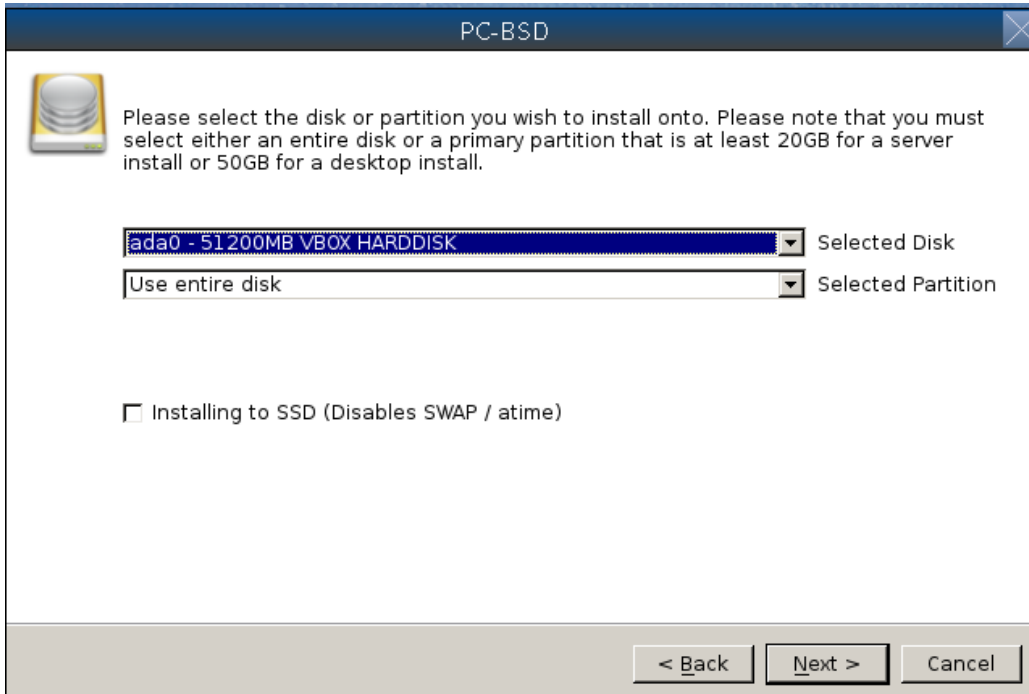 PC-BSD
Please select the disk or partition you wish to install onto. Please note that you must
select either an entire disk or a primary partition that is at least 20GB for a server
install or 50GB for a desktop install.
ada0 - 51200MB VBOX HARDDISK Selected Disk
Use entire disk Selected Partition
Installing to SSD (Disables SWAP / atime)
< Back Next > Cancel